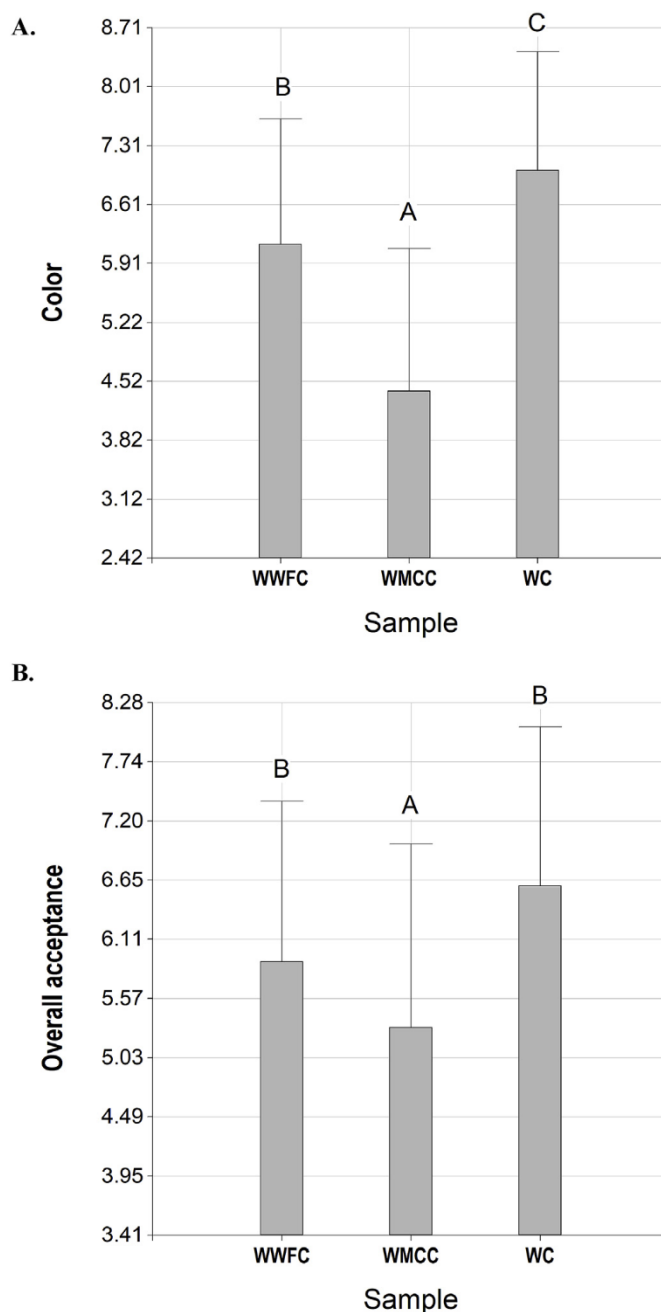 A.
8.71
8.01
7.31
6.61
5.91
5.22
4.52
3.82
3.12
2.42
Color
B
A
C
WWFC WMCC WC
Sample
B.
8.28
7.74
7.20
6.65
6.11
5.57
5.03
4.49
3.95
3.41
Overall acceptance
B
A
B
WWFC WMCC WC
Sample